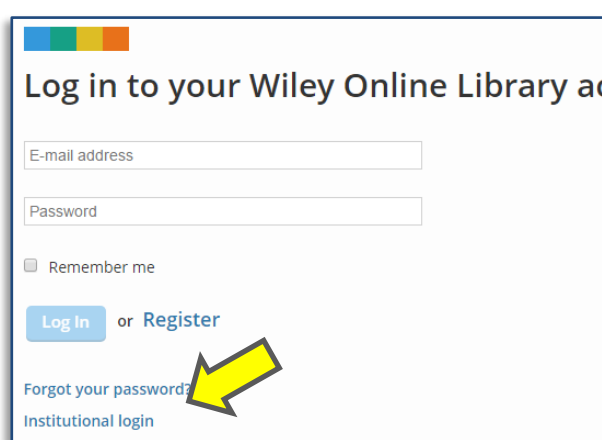 Log in to your Wiley Online Library
E-mail address
Password
Remember me
Log In or Register
Forgot your password?
Institutional login